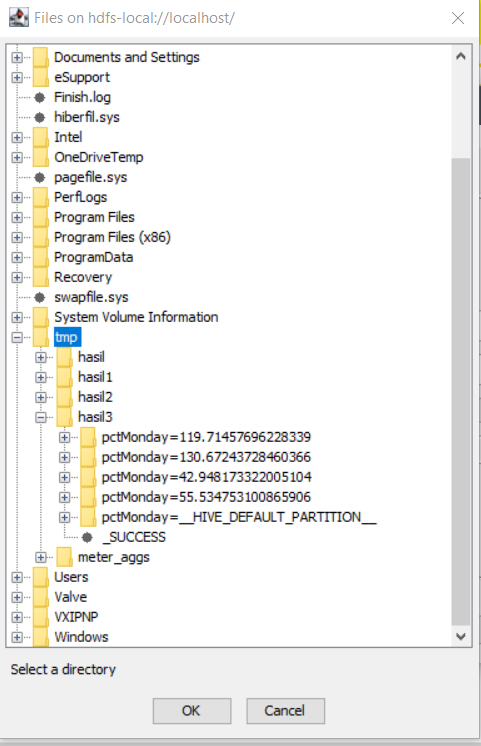 Files on hdfs-local://localhost/
Documents and Settings
eSupport
Finish.log
hiberfil.sys
Intel
OneDriveTemp
pagefile.sys
PerfLogs
Program Files
Program Files (x86)
ProgramData
Recovery
swapfile.sys
System Volume Information
tmp
hasil
hasil1
hasil2
hasil3
pctMonday=119.71457696228339
pctMonday=130.67243728460366
pctMonday=42.948173322005104
pctMonday=55.534753100865906
pctMonday=__HIVE_DEFAULT_PARTITION__
_SUCCESS
meter_aggs
Users
Valve
VXIPNP
Windows
Select a directory
OK Cancel